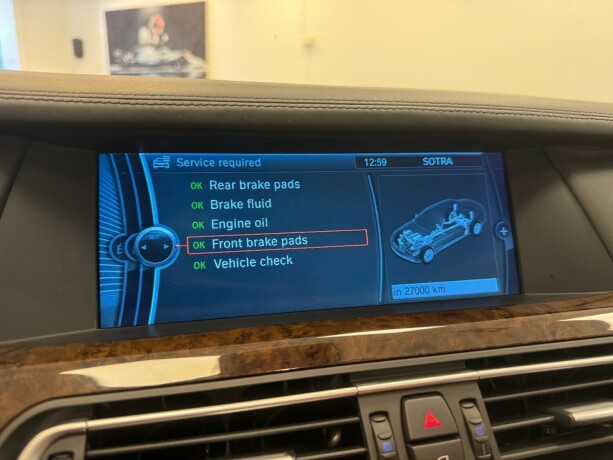 Service required
12:59
SOTRA
OK Rear brake pads
OK Brake fluid
OK Engine oil
OK Front brake pads
OK Vehicle check
in 27000 km